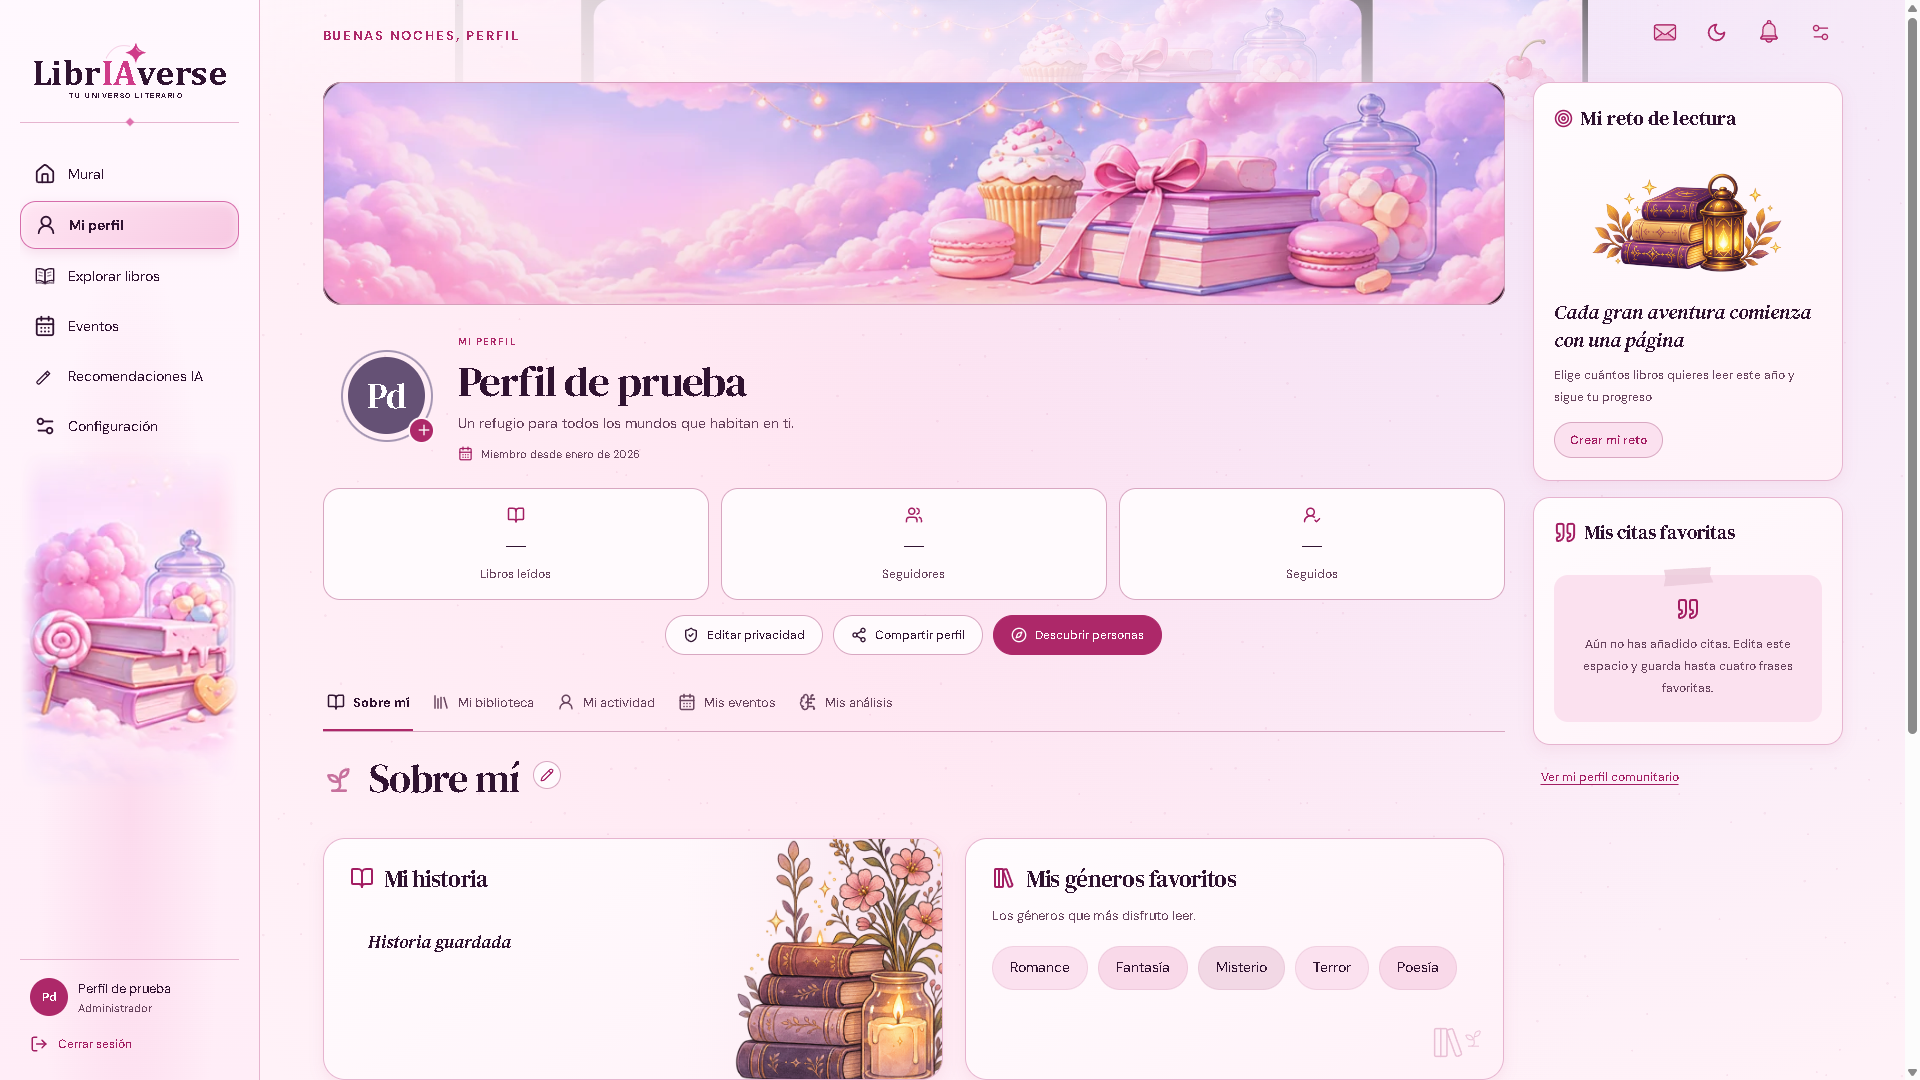 LibrIAverse
TU UNIVERSO LITERARIO
Mural
Mi perfil
Explorar libros
Eventos
Recomendaciones IA
Configuración
Pd
Perfil de prueba
Administrador
Cerrar sesión
BUENAS NOCHES, PERFIL
Pd
MI PERFIL
Perfil de prueba
Un refugio para todos los mundos que habitan en ti.
Miembro desde enero de 2026
—
Libros leídos
—
Seguidores
—
Seguidos
Editar privacidad
Compartir perfil
Descubrir personas
Sobre mí
Mi biblioteca
Mi actividad
Mis eventos
Mis análisis
Sobre mí
Mi historia
Historia guardada
Mis géneros favoritos
Los géneros que más disfruto leer.
Romance
Fantasía
Misterio
Terror
Poesía
Mi reto de lectura
Cada gran aventura comienza
con una página
Elige cuántos libros quieres leer este año y
sigue tu progreso
Crear mi reto
Mis citas favoritas
Aún no has añadido citas. Edita este
espacio y guarda hasta cuatro frases
favoritas.
Ver mi perfil comunitario